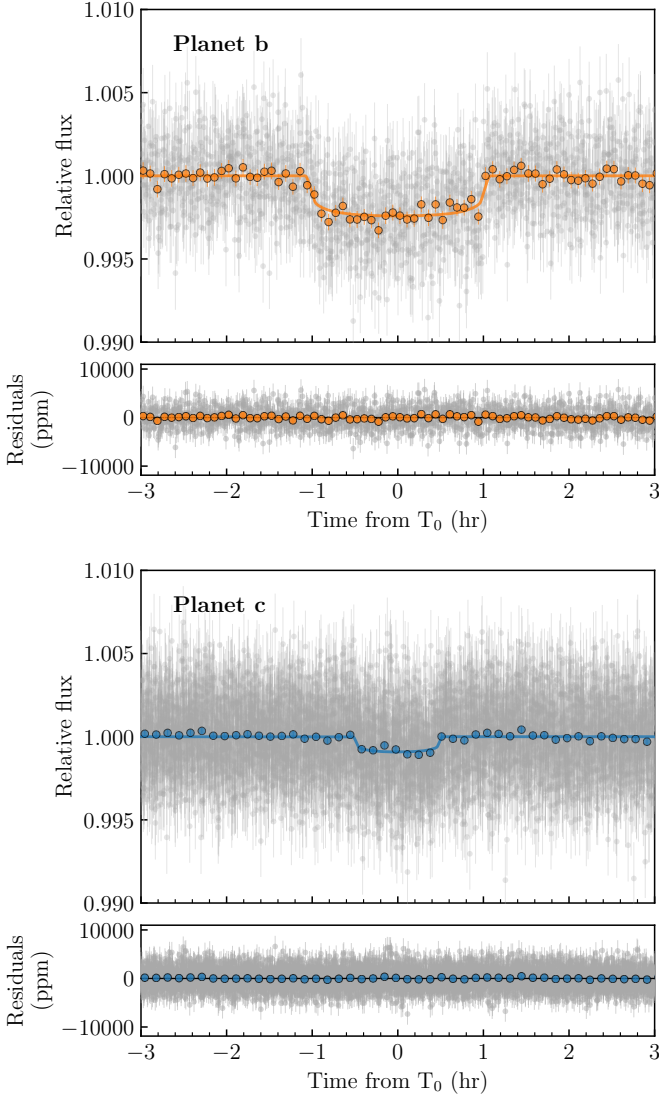 1.010
Planet b
1.005
1.000
0.995
0.990
Relative flux
10000
0
−10000
Residuals
(ppm)
−3 −2 −1 0 1 2 3
Time from T₀ (hr)
1.010
Planet c
1.005
1.000
0.995
0.990
Relative flux
10000
0
−10000
Residuals
(ppm)
−3 −2 −1 0 1 2 3
Time from T₀ (hr)